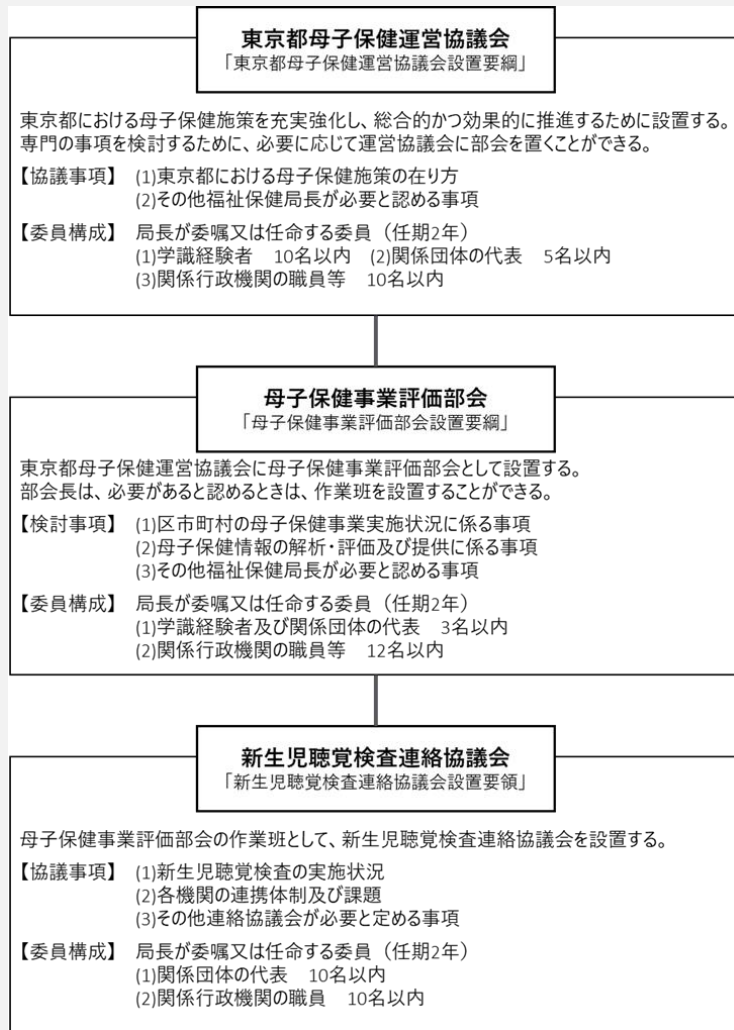 東京都母子保健運営協議会
「東京都母子保健運営協議会設置要綱」
東京都における母子保健施策を充実強化し、総合的かつ効果的に推進するために設置する。
専門の事項を検討するために、必要に応じて運営協議会に部会を置くことができる。
【協議事項】 (1)東京都における母子保健施策の在り方
(2)その他福祉保健局長が必要と認める事項
【委員構成】 局長が委嘱又は任命する委員（任期2年）
(1)学識経験者 10名以内 (2)関係団体の代表 5名以内
(3)関係行政機関の職員等 10名以内
母子保健事業評価部会
「母子保健事業評価部会設置要綱」
東京都母子保健運営協議会に母子保健事業評価部会として設置する。
部会長は、必要があると認めるときは、作業班を設置することができる。
【検討事項】 (1)区市町村の母子保健事業実施状況に係る事項
(2)母子保健情報の解析・評価及び提供に係る事項
(3)その他福祉保健局長が必要と認める事項
【委員構成】 局長が委嘱又は任命する委員（任期2年）
(1)学識経験者及び関係団体の代表 3名以内
(2)関係行政機関の職員等 12名以内
新生児聴覚検査連絡協議会
「新生児聴覚検査連絡協議会設置要領」
母子保健事業評価部会の作業班として、新生児聴覚検査連絡協議会を設置する。
【協議事項】 (1)新生児聴覚検査の実施状況
(2)各機関の連携体制及び課題
(3)その他連絡協議会が必要と定める事項
【委員構成】 局長が委嘱又は任命する委員（任期2年）
(1)関係団体の代表 10名以内
(2)関係行政機関の職員 10名以内